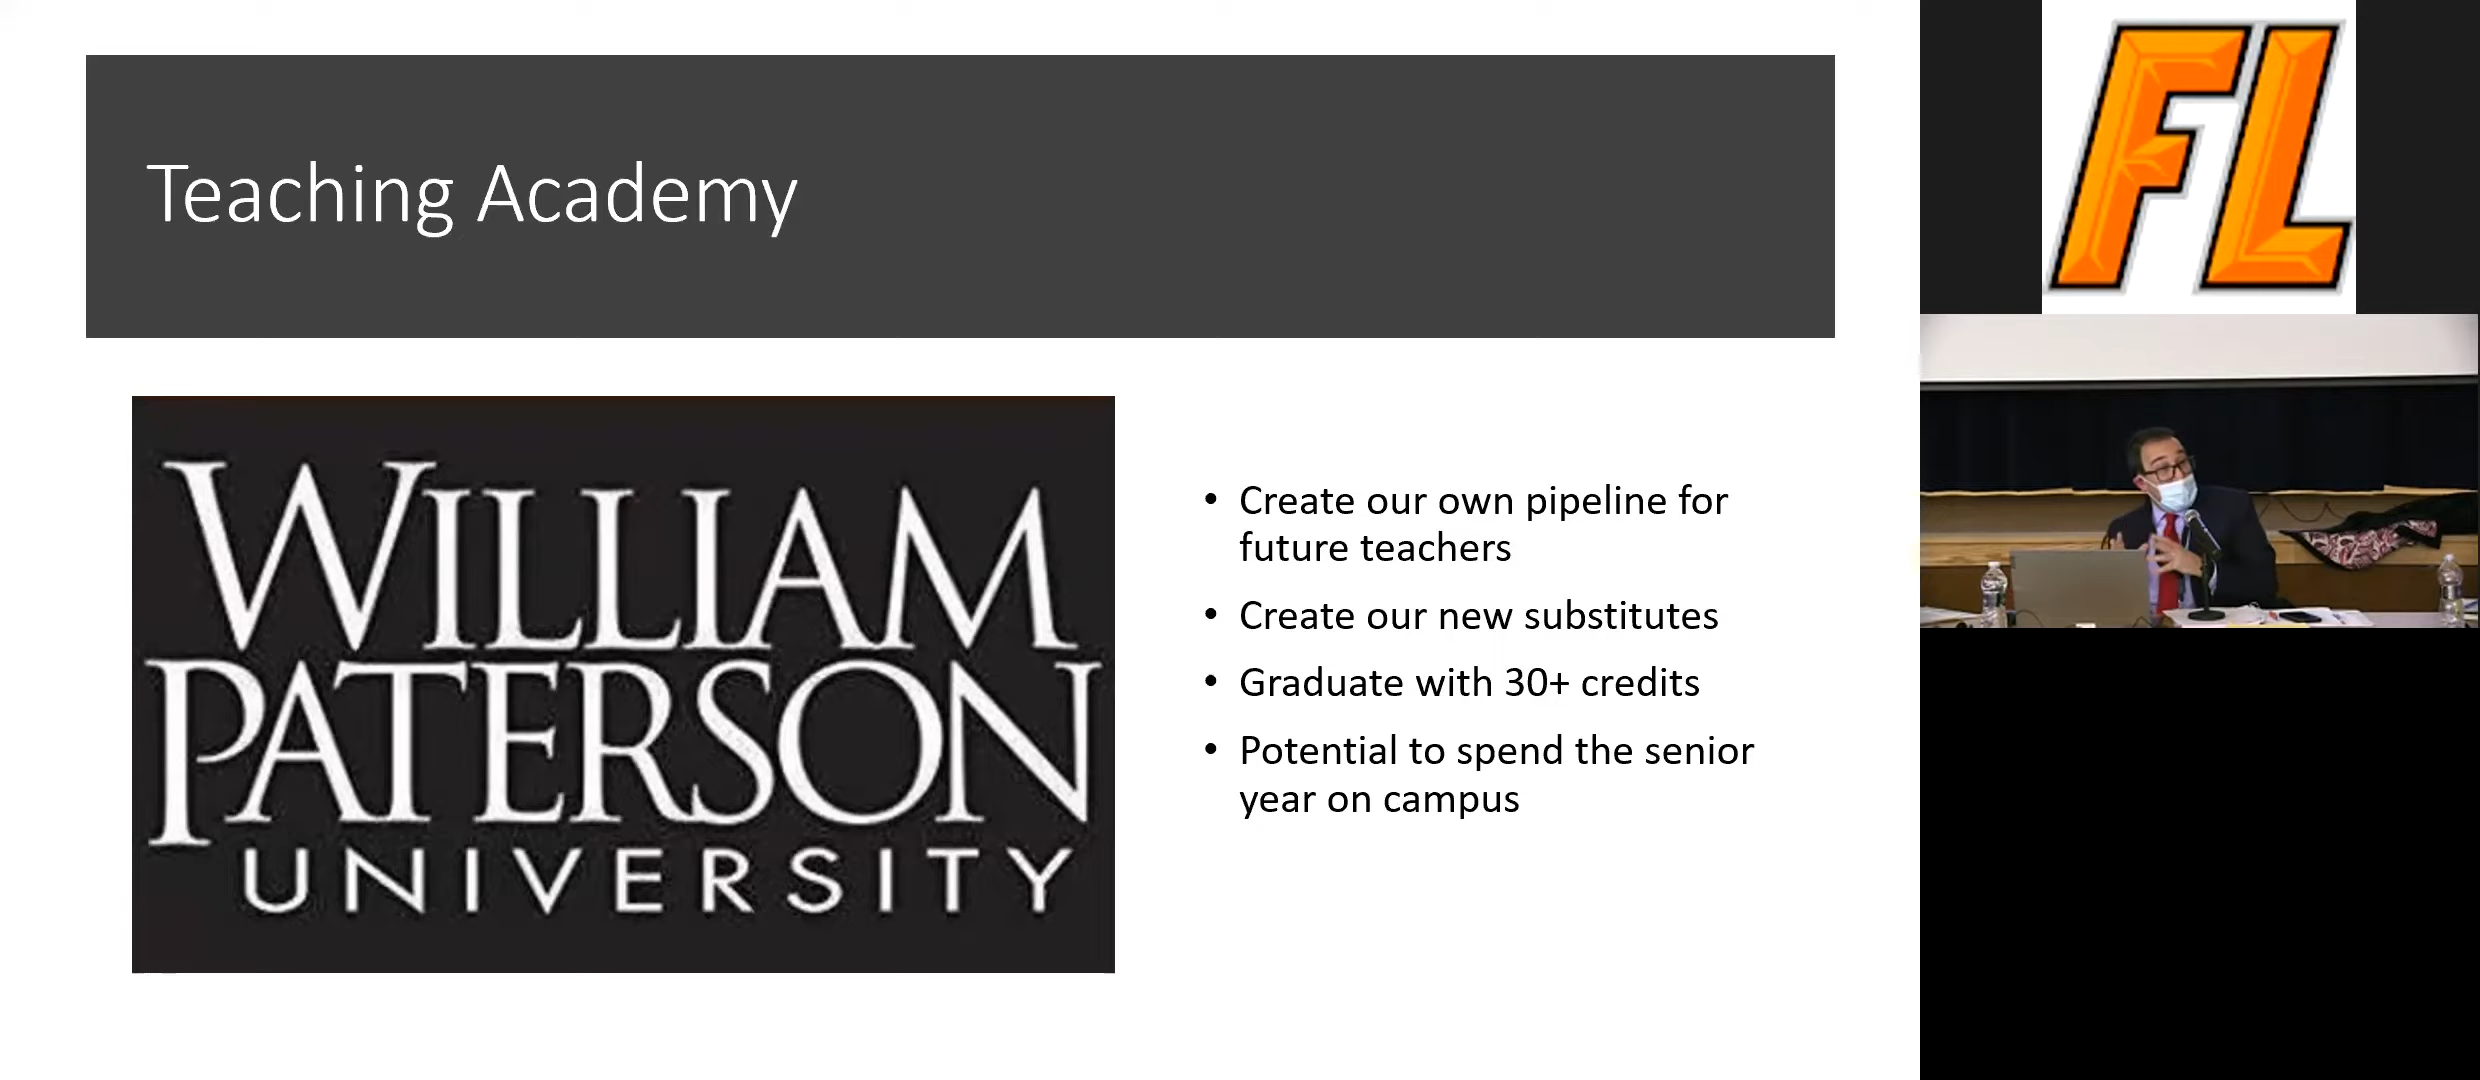 Teaching Academy
WILLIAM
PATERSON
UNIVERSITY
• Create our own pipeline for
future teachers
• Create our new substitutes
• Graduate with 30+ credits
• Potential to spend the senior
year on campus
FL